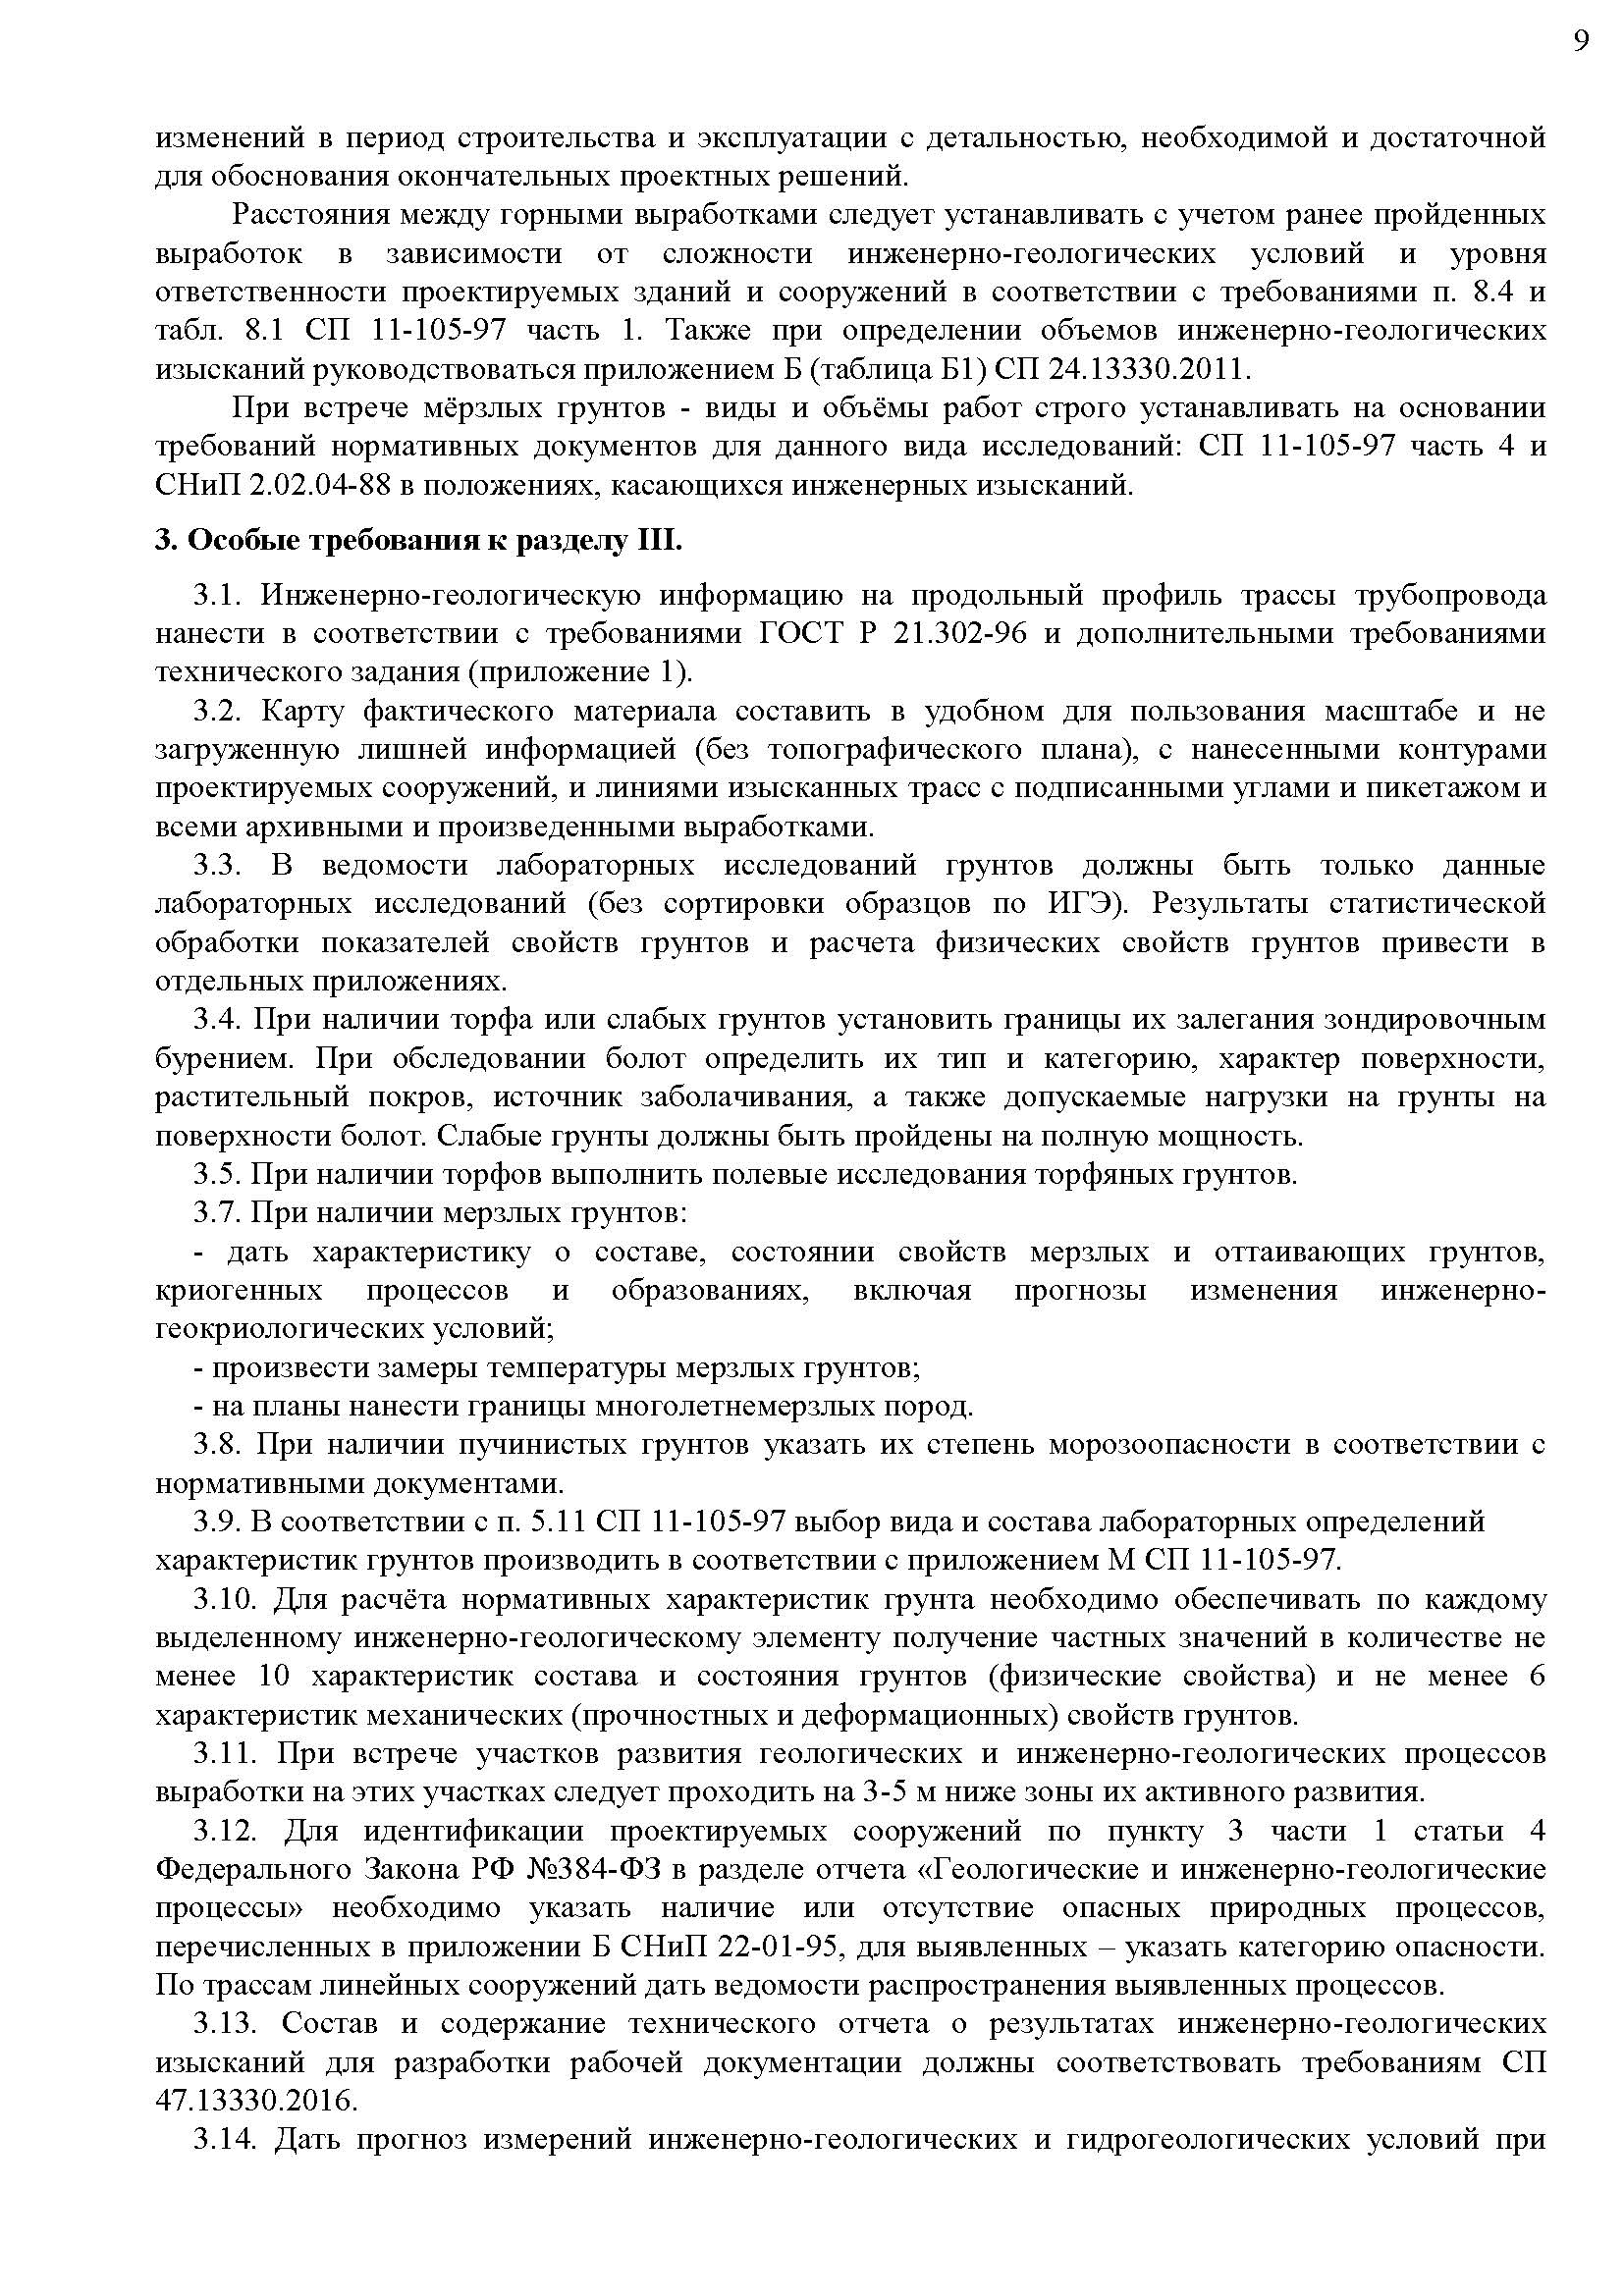 9
изменений в период строительства и эксплуатации с детальностью, необходимой и достаточной
для обоснования окончательных проектных решений.
Расстояния между горными выработками следует устанавливать с учетом ранее пройденных
выработок в зависимости от сложности инженерно-геологических условий и уровня
ответственности проектируемых зданий и сооружений в соответствии с требованиями п. 8.4 и
табл. 8.1 СП 11-105-97 часть 1. Также при определении объемов инженерно-геологических
изысканий руководствоваться приложением Б (таблица Б1) СП 24.13330.2011.
При встрече мёрзлых грунтов - виды и объёмы работ строго устанавливать на основании
требований нормативных документов для данного вида исследований: СП 11-105-97 часть 4 и
СНиП 2.02.04-88 в положениях, касающихся инженерных изысканий.
3. Особые требования к разделу III.
3.1. Инженерно-геологическую информацию на продольный профиль трассы трубопровода
нанести в соответствии с требованиями ГОСТ Р 21.302-96 и дополнительными требованиями
технического задания (приложение 1).
3.2. Карту фактического материала составить в удобном для пользования масштабе и не
загруженную лишней информацией (без топографического плана), с нанесенными контурами
проектируемых сооружений, и линиями изысканных трасс с подписанными углами и пикетажом и
всеми архивными и произведенными выработками.
3.3. В ведомости лабораторных исследований грунтов должны быть только данные
лабораторных исследований (без сортировки образцов по ИГЭ). Результаты статистической
обработки показателей свойств грунтов и расчета физических свойств грунтов привести в
отдельных приложениях.
3.4. При наличии торфа или слабых грунтов установить границы их залегания зондировочным
бурением. При обследовании болот определить их тип и категорию, характер поверхности,
растительный покров, источник заболачивания, а также допускаемые нагрузки на грунты на
поверхности болот. Слабые грунты должны быть пройдены на полную мощность.
3.5. При наличии торфов выполнить полевые исследования торфяных грунтов.
3.7. При наличии мерзлых грунтов:
- дать характеристику о составе, состоянии свойств мерзлых и оттаивающих грунтов,
криогенных процессов и образованиях, включая прогнозы изменения инженерно-
геокриологических условий;
- произвести замеры температуры мерзлых грунтов;
- на планы нанести границы многолетнемерзлых пород.
3.8. При наличии пучинистых грунтов указать их степень морозоопасности в соответствии с
нормативными документами.
3.9. В соответствии с п. 5.11 СП 11-105-97 выбор вида и состава лабораторных определений
характеристик грунтов производить в соответствии с приложением М СП 11-105-97.
3.10. Для расчёта нормативных характеристик грунта необходимо обеспечивать по каждому
выделенному инженерно-геологическому элементу получение частных значений в количестве не
менее 10 характеристик состава и состояния грунтов (физические свойства) и не менее 6
характеристик механических (прочностных и деформационных) свойств грунтов.
3.11. При встрече участков развития геологических и инженерно-геологических процессов
выработки на этих участках следует проходить на 3-5 м ниже зоны их активного развития.
3.12. Для идентификации проектируемых сооружений по пункту 3 части 1 статьи 4
Федерального Закона РФ №384-ФЗ в разделе отчета «Геологические и инженерно-геологические
процессы» необходимо указать наличие или отсутствие опасных природных процессов,
перечисленных в приложении Б СНиП 22-01-95, для выявленных – указать категорию опасности.
По трассам линейных сооружений дать ведомости распространения выявленных процессов.
3.13. Состав и содержание технического отчета о результатах инженерно-геологических
изысканий для разработки рабочей документации должны соответствовать требованиям СП
47.13330.2016.
3.14. Дать прогноз измерений инженерно-геологических и гидрогеологических условий при